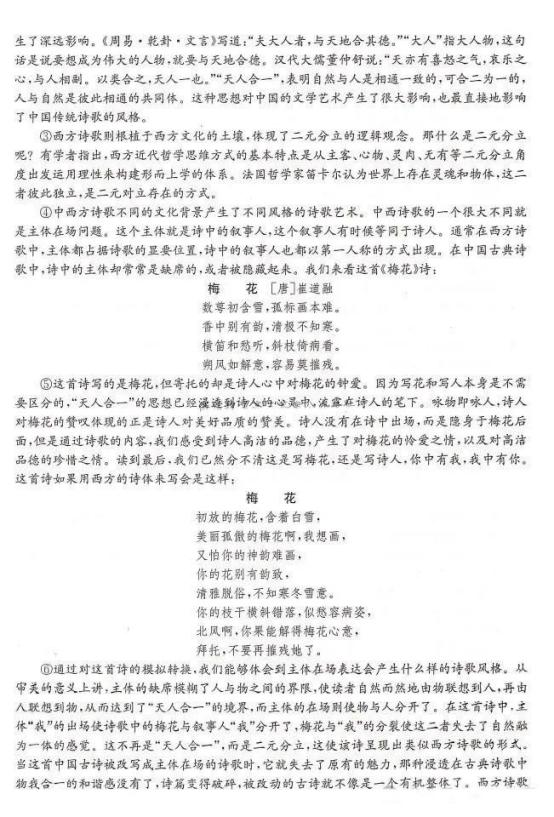 生了深远影响。《周易·乾卦·文言》写道:“夫大人者,与天地合其德。”“大人”指大人物,这句
话是说要想成为伟大的人物,就要与天地合德。汉代大儒董仲舒说:“天亦有喜怒之气,哀乐之
心,与人相副。以类合之,天人一也。”“天人合一”,表明自然与人是相通一致的,可合二为一的,
人与自然是彼此相通的共同体。这种思想对中国的文学艺术产生了很大影响,也最直接地影响
了中国传统诗歌的风格。
③西方诗歌则根植于西方文化的土壤,体现了二元分立的逻辑观念。那什么是二元分立
呢?有学者指出,西方近代哲学思维方式的基本特点是从主客、心物、灵肉、无有等二元分立角
度出发运用理性来构建形而上学的体系。法国哲学家笛卡尔认为世界上存在灵魂和物体,这二
者彼此独立,是二元对立存在的方式。
④中西方诗歌不同的文化背景产生了不同风格的诗歌艺术。中西诗歌的一个很大不同就
是主体在场问题。这个主体就是诗中的叙事人,这个叙事人有时候等同于诗人。通常在西方诗
歌中,主体都占据诗歌的显要位置,诗中的叙事人也都以第一人称的方式出现。在中国古典诗
歌中,诗中的主体却常常是缺席的,或者被隐藏起来。我们来看这首《梅花》诗:
梅 花 [唐]崔道融
数萼初含雪,孤标画本难。
香中别有韵,清极不知寒。
横笛和愁听,斜枝倚病看。
朔风如解意,容易莫摧残。
⑤这首诗写的是梅花,但寄托的却是诗人心中对梅花的钟爱。因为写花和写人本身是不需
要区分的,“天人合一”的思想已经浸透到诗人的心灵中,流露在诗人的笔下。咏物即咏人,诗人
对梅花的赞叹体现的正是诗人对美好品质的赞美。诗人没有在诗中出场,而是隐身于梅花后
面,但是通过诗歌的内容,我们感受到诗人高洁的品德,产生了对梅花的怜爱之情,以及对高洁
品德的珍惜之情。读到最后,我们已然分不清这是写梅花,还是写诗人,你中有我,我中有你。
这首诗如果用西方的诗体来写会是这样:
梅 花
初放的梅花,含着白雪,
美丽孤傲的梅花啊,我想画,
又怕你的神韵难画,
你的花别有韵致,
清雅脱俗,不知寒冬雪意。
你的枝干横斜错落,似愁容病姿,
北风啊,你果能解得梅花心意,
拜托,不要再摧残她了。
⑥通过对这首诗的模拟转换,我们能够体会到主体在场表达会产生什么样的诗歌风格。从
审美的意义上讲,主体的缺席模糊了人与物之间的界限,使读者自然而然地由物联想到人,再由
人联想到物,从而达到了“天人合一”的境界,而主体的在场则使物与人分开了。在这首诗中,主
体“我”的出场使诗歌中的梅花与叙事人“我”分开了,梅花与“我”的分裂使这二者失去了自然融
为一体的感觉。这不再是“天人合一”,而是二元分立,这使该诗呈现出类似西方诗歌的形式。
当这首中国古诗被改写成主体在场的诗歌时,它就失去了原有的魅力,那种浸透在古典诗歌中
物我合一的和谐感没有了,诗篇变得破碎,被改动的古诗就不像是一个有机整体了。西方诗歌